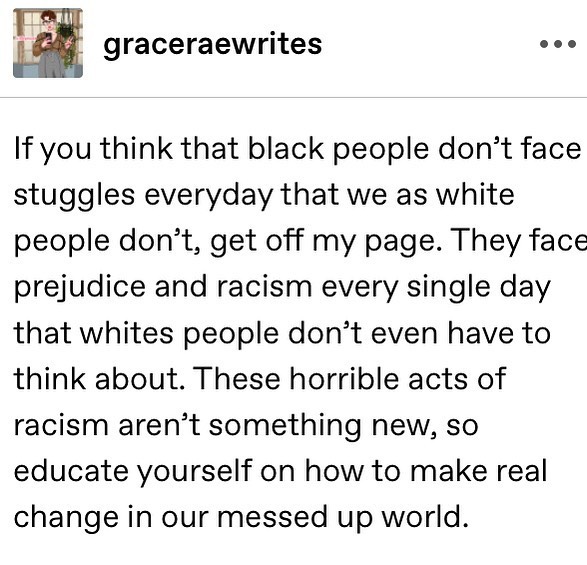 graceraewrites
If you think that black people don’t face
stuggles everyday that we as white
people don’t, get off my page. They face
prejudice and racism every single day
that whites people don’t even have to
think about. These horrible acts of
racism aren’t something new, so
educate yourself on how to make real
change in our messed up world.